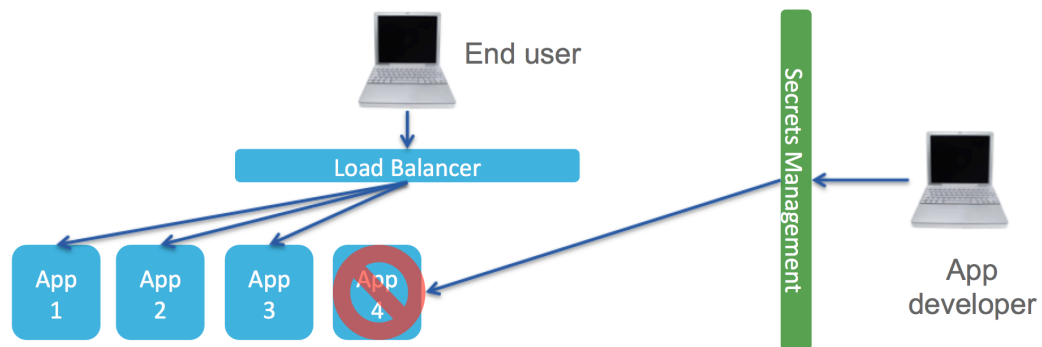 End user
Load Balancer
Secrets Management
App
1
App
2
App
3
App
4
App
developer